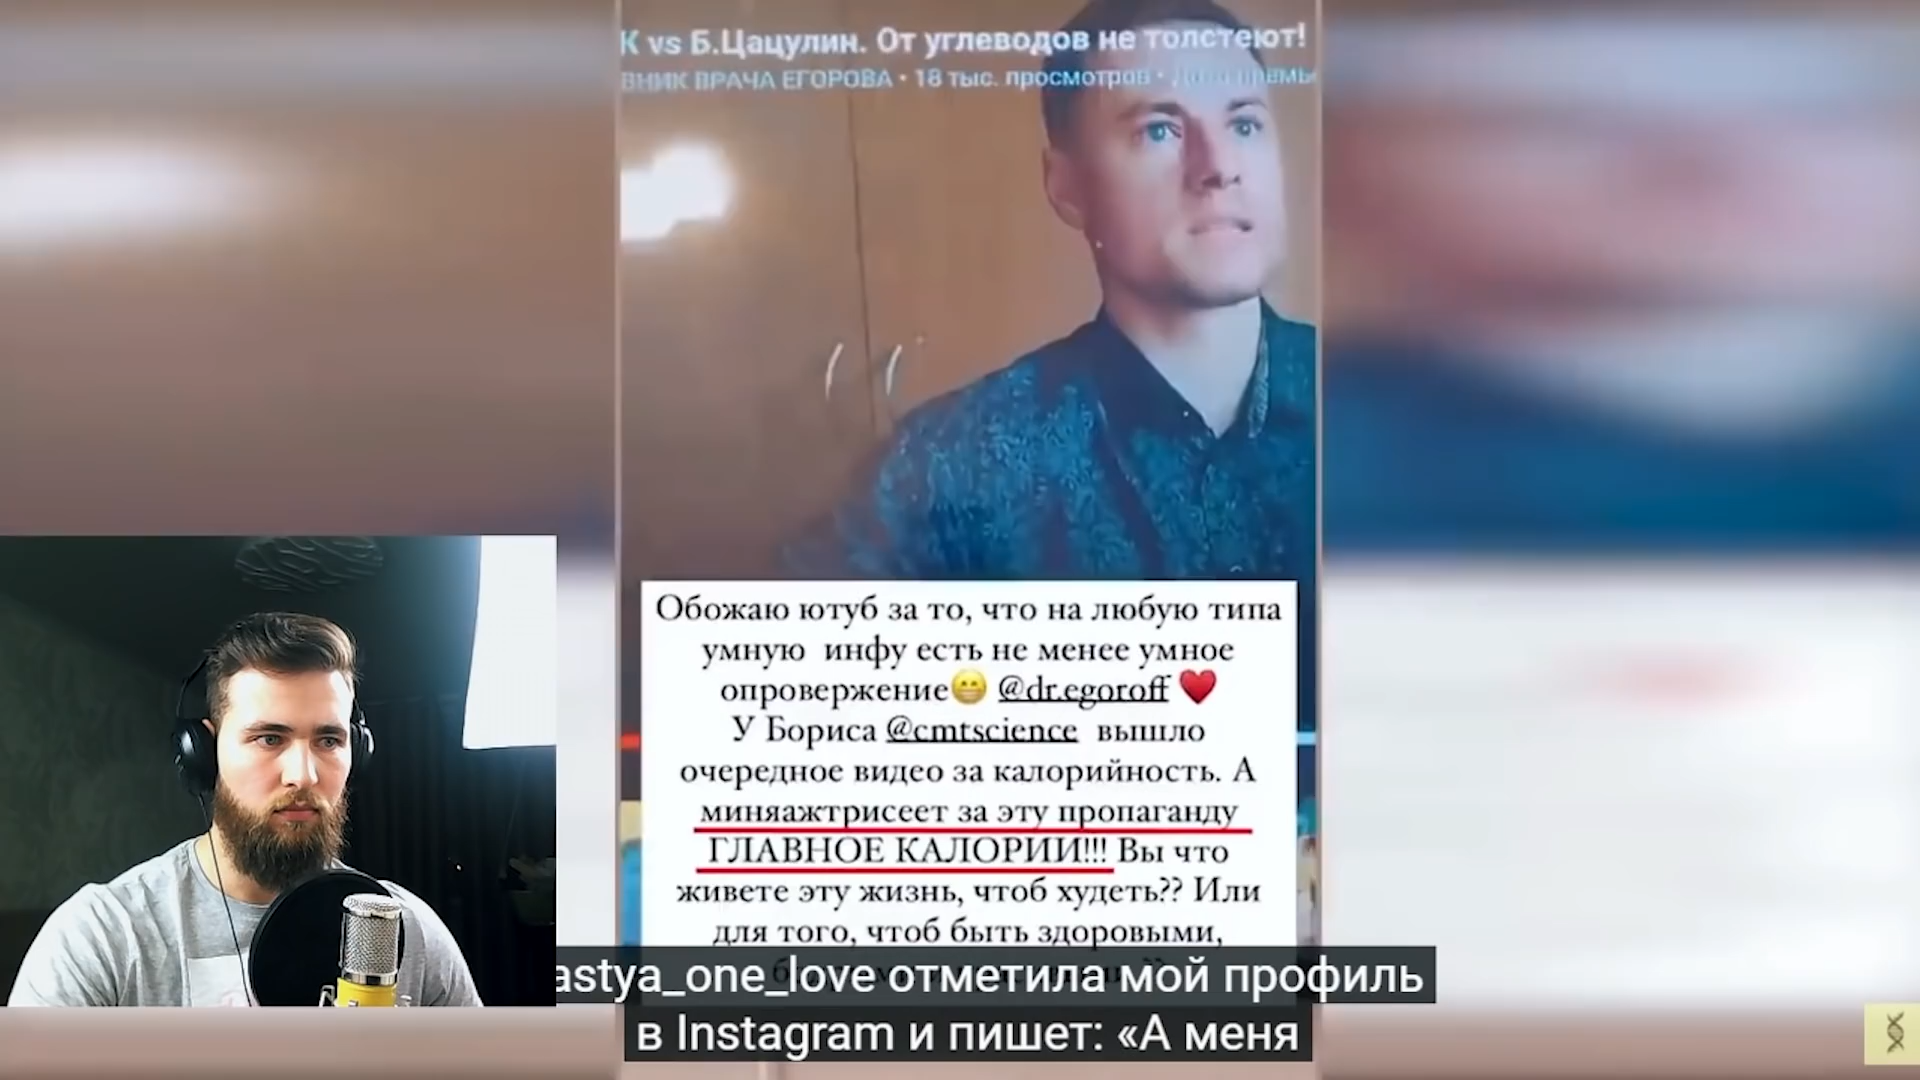 К vs Б.Цацулин. От углеводов не толстеют!
ВНИК ВРАЧА ЕГОРОВА • 18 тыс. просмотров •
Обожаю ютуб за то, что на любую типа
умную инфу есть не менее умное
опровержение😁 @dr.egoroff ❤️
У Бориса @cmtscience вышло
очередное видео за калорийность. А
миняажтрисеет за эту пропаганду
ГЛАВНОЕ КАЛОРИИ!!! Вы что
живете эту жизнь, чтоб худеть?? Или
для того, чтоб быть здоровыми,
astya_one_love отметила мой профиль
в Instagram и пишет: «А меня